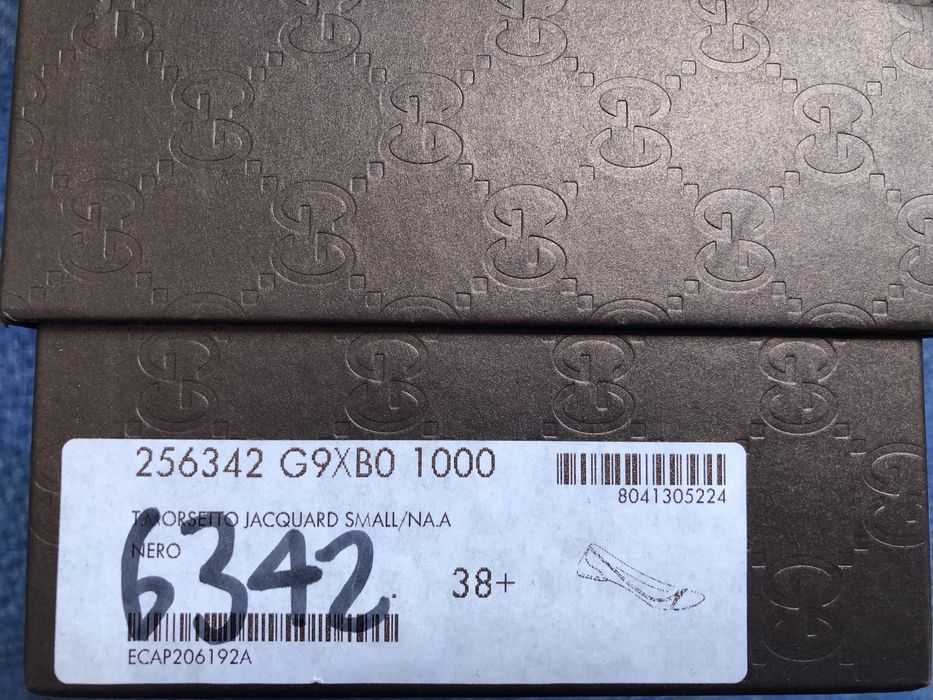 256342 G9XB0 1000
8041305224
T.MORSETTO JACQUARD SMALL/NA.A
NERO
6342.
38+
ECAP206192A